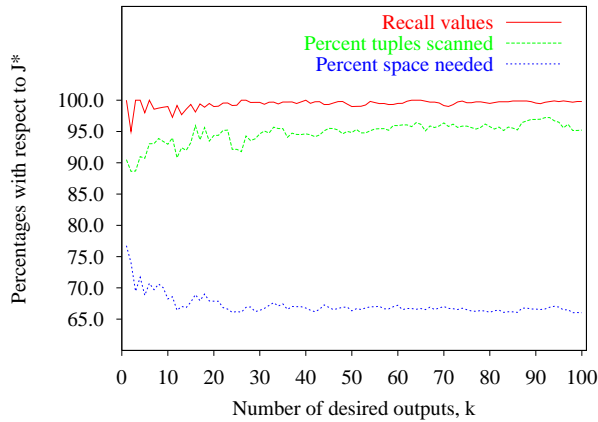 Recall values
Percent tuples scanned
Percent space needed
Percentages with respect to J*
100.0
95.0
90.0
85.0
80.0
75.0
70.0
65.0
0 10 20 30 40 50 60 70 80 90 100
Number of desired outputs, k